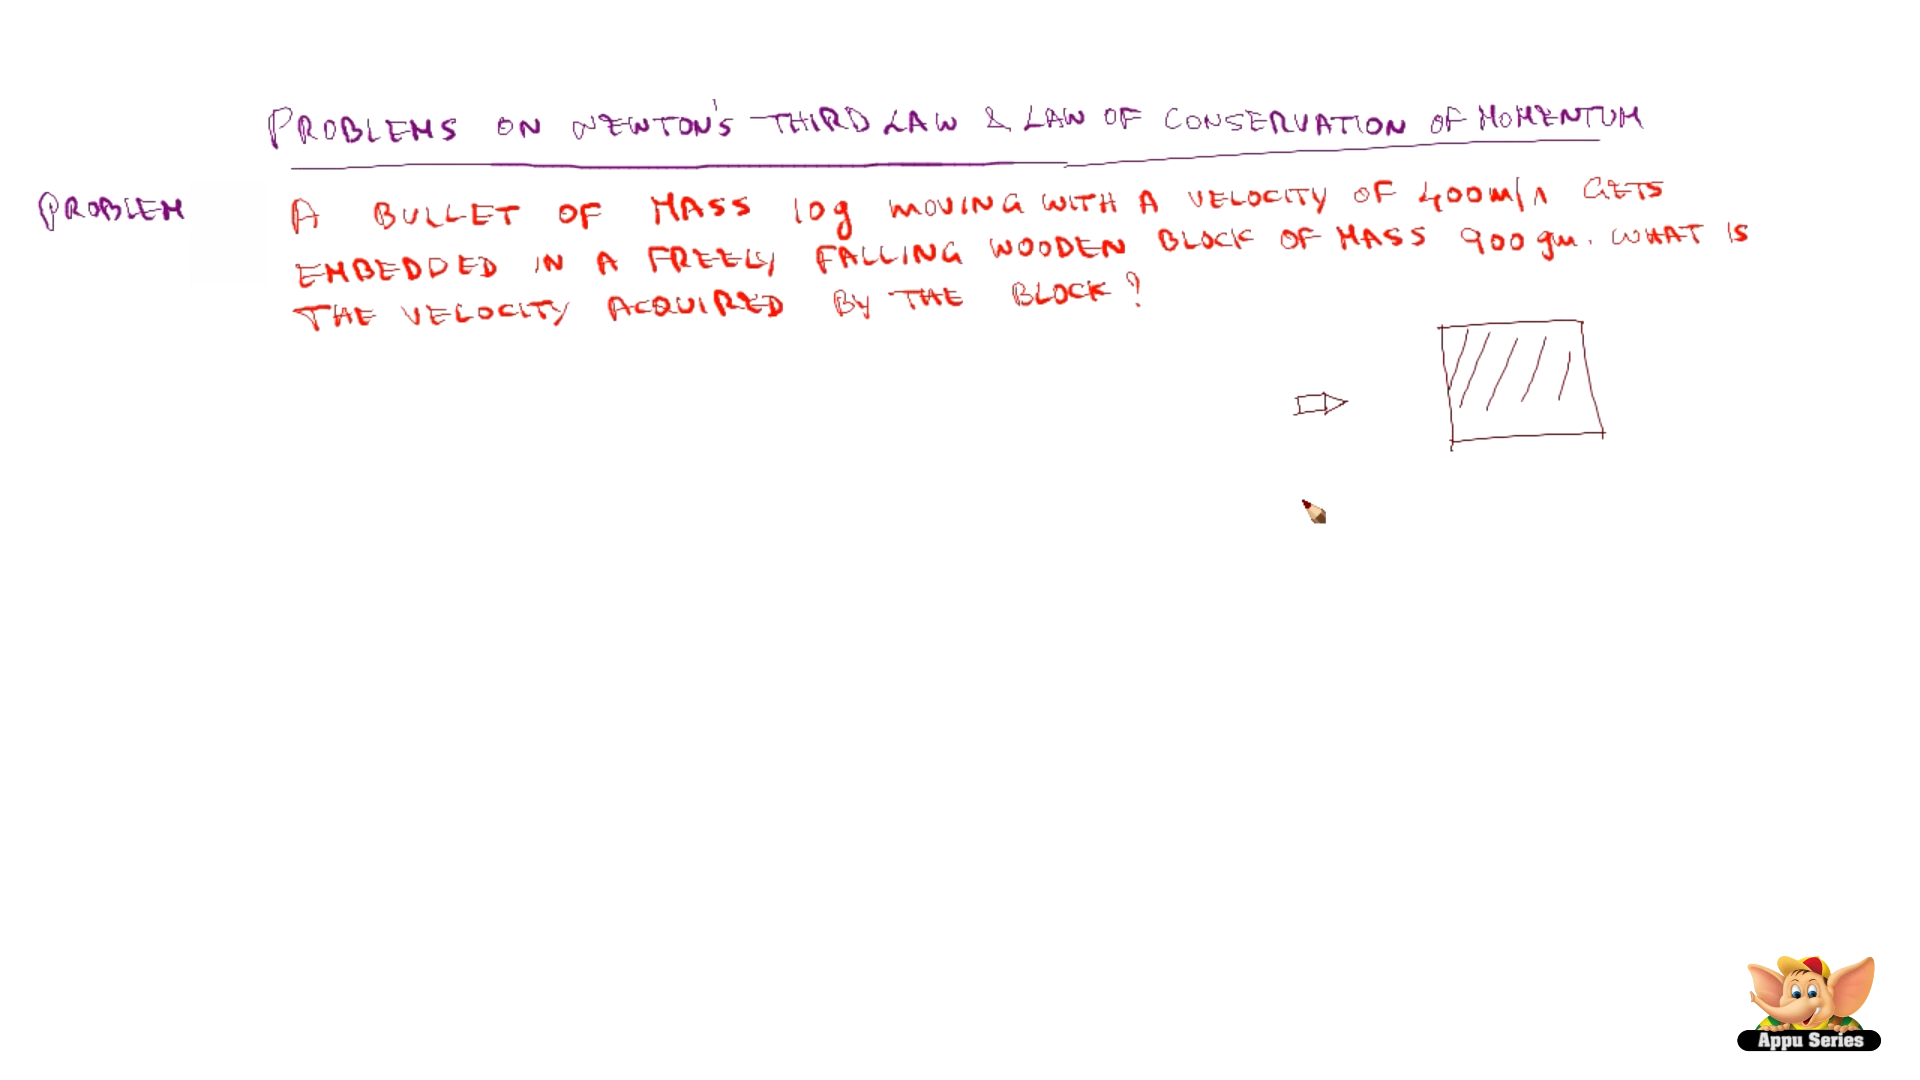 PROBLEMS ON NEWTON'S THIRD LAW & LAW OF CONSERVATION OF MOMENTUM
PROBLEM A BULLET OF MASS 10g MOVING WITH A VELOCITY OF 400m/s GETS
EMBEDDED IN A FREELY FALLING WOODEN BLOCK OF MASS 900 gm. WHAT IS
THE VELOCITY ACQUIRED BY THE BLOCK?
Appu Series